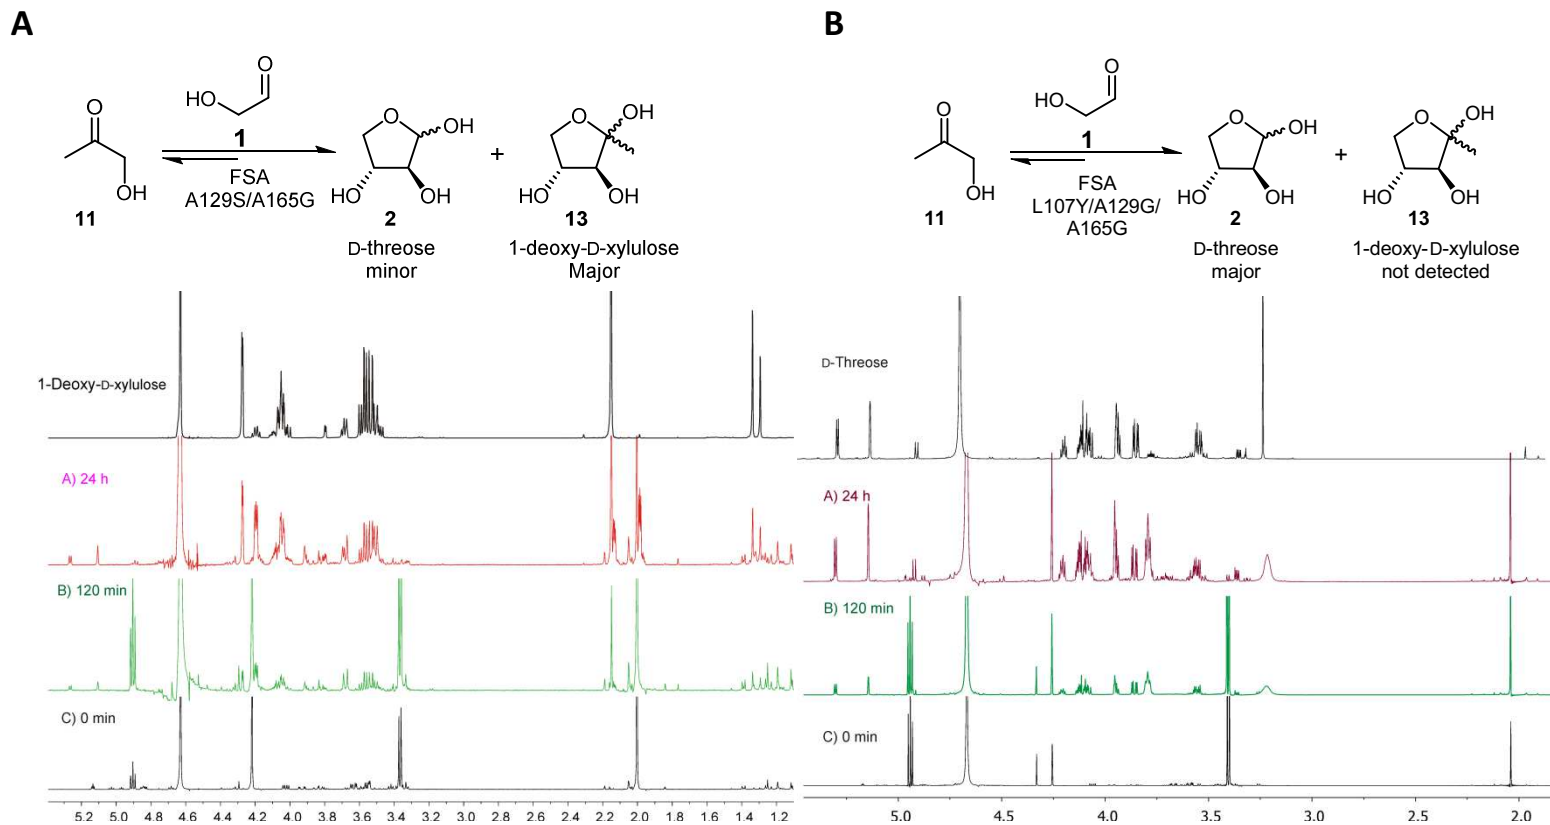 A
O
HO
O
OH
1
FSA
A129S/A165G
OH
11
O
OH
HO
OH
2
D-threose
minor
+
O
OH
HO
OH
13
1-deoxy-D-xylulose
Major
1-Deoxy-D-xylulose
A) 24 h
B) 120 min
C) 0 min
5.2 5.0 4.8 4.6 4.4 4.2 4.0 3.8 3.6 3.4 3.2 3.0 2.8 2.6 2.4 2.2 2.0 1.8 1.6 1.4 1.2
B
O
HO
O
OH
1
FSA
L107Y/A129G/
A165G
11
O
OH
HO
OH
2
D-threose
major
+
O
OH
HO
OH
13
1-deoxy-D-xylulose
not detected
D-Threose
A) 24 h
B) 120 min
C) 0 min
5.0 4.5 4.0 3.5 3.0 2.5 2.0